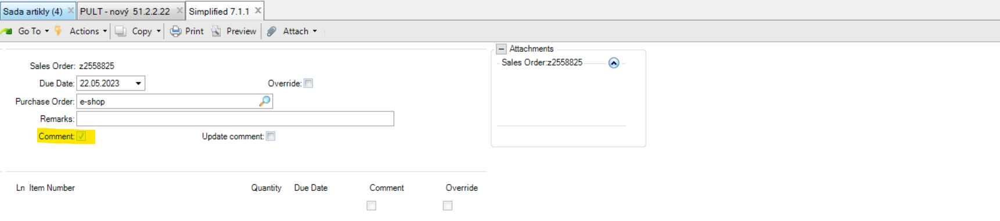 Sada artikly (4) PULT - nový 51.2.2.22 Simplified 7.1.1
Go To Actions Copy Print Preview Attach
Attachments
Sales Order:z2558825
Sales Order: z2558825
Due Date: 22.05.2023 Override:
Purchase Order: e-shop
Remarks:
Comment: Update comment:
Ln Item Number Quantity Due Date Comment Override